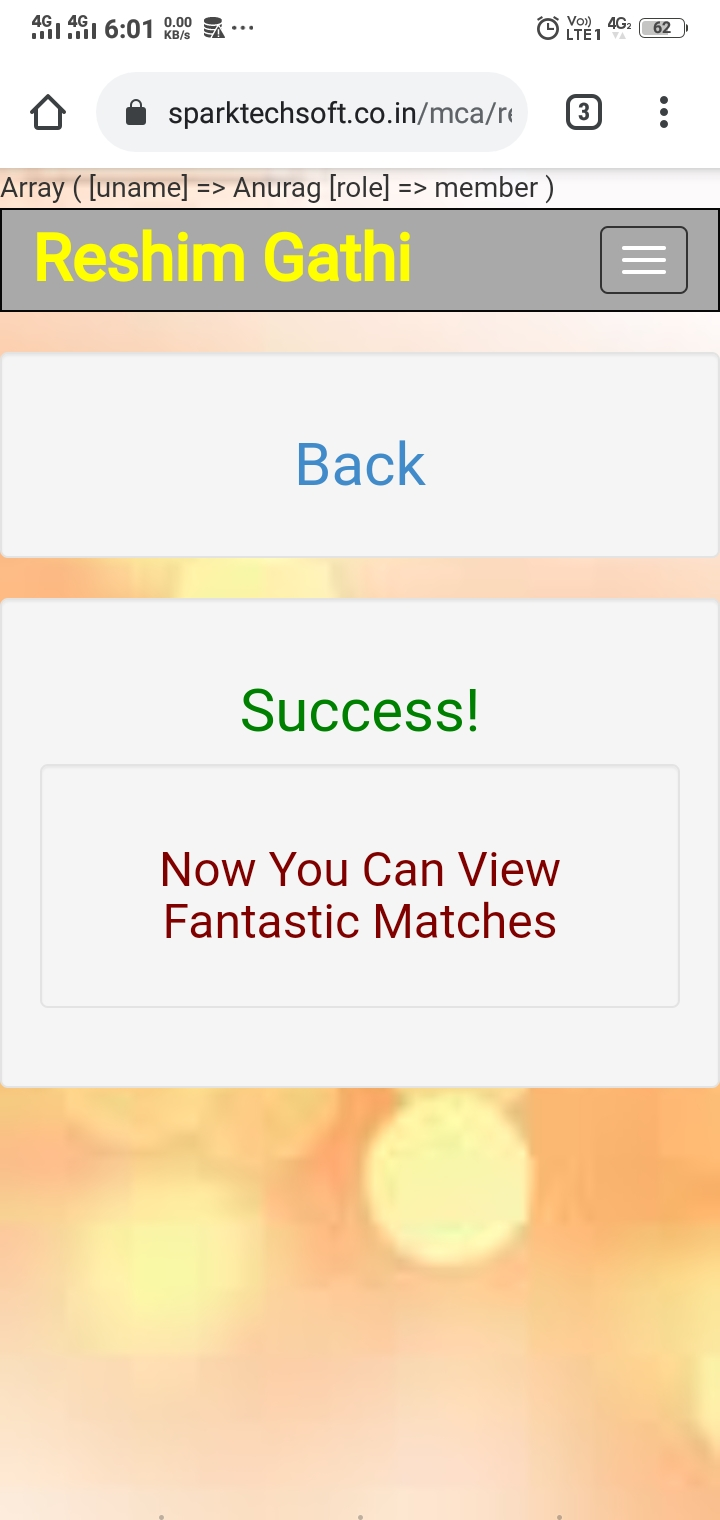 4G 4G 6:01 0.00 KB/s ... Vo)) LTE1 4G2 62
sparktechsoft.co.in/mca/re 3
Array ( [uname] => Anurag [role] => member )
Reshim Gathi
Back
Success!
Now You Can View
Fantastic Matches